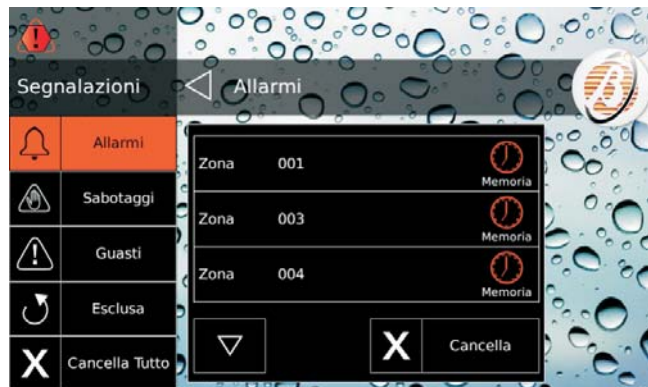 Segnalazioni
Allarmi
Allarmi
Sabotaggi
Guasti
Esclusa
X Cancella Tutto
Zona 001
Memoria
Zona 003
Memoria
Zona 004
Memoria
X Cancella